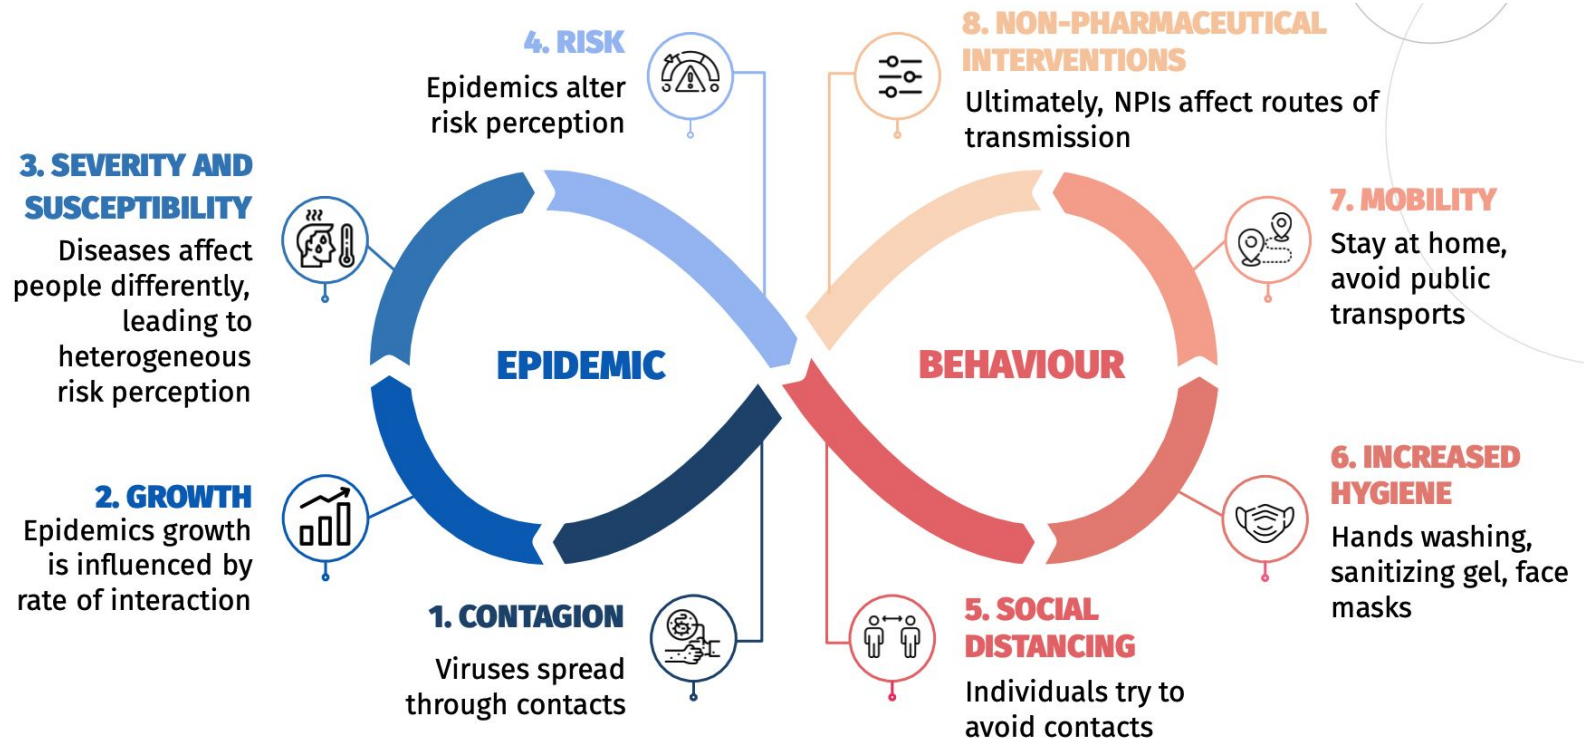 4. RISK
Epidemics alter
risk perception
8. NON-PHARMACEUTICAL
INTERVENTIONS
Ultimately, NPIs affect routes of
transmission
3. SEVERITY AND
SUSCEPTIBILITY
Diseases affect
people differently,
leading to
heterogeneous
risk perception
7. MOBILITY
Stay at home,
avoid public
transports
EPIDEMIC
BEHAVIOUR
2. GROWTH
Epidemics growth
is influenced by
rate of interaction
6. INCREASED
HYGIENE
Hands washing,
sanitizing gel, face
masks
1. CONTAGION
Viruses spread
through contacts
5. SOCIAL
DISTANCING
Individuals try to
avoid contacts